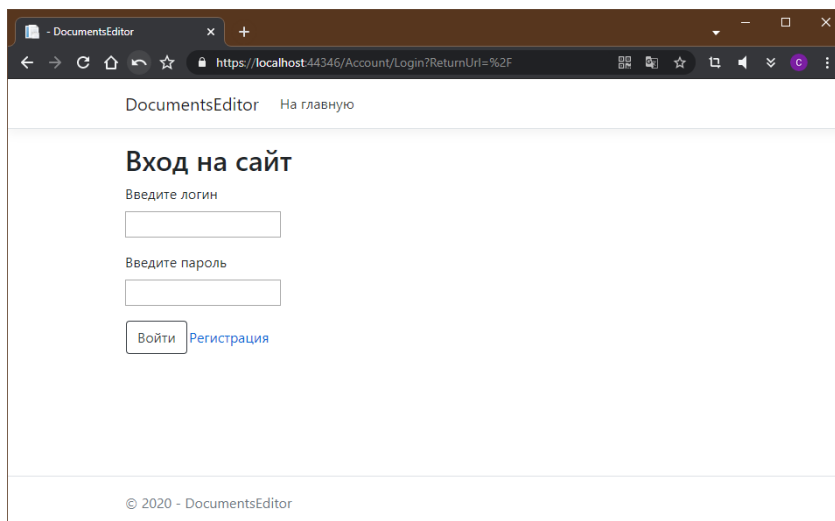 - DocumentsEditor
https://localhost:44346/Account/Login?ReturnUrl=%2F
C
DocumentsEditor На главную
Вход на сайт
Введите логин
Введите пароль
Войти Регистрация
© 2020 - DocumentsEditor